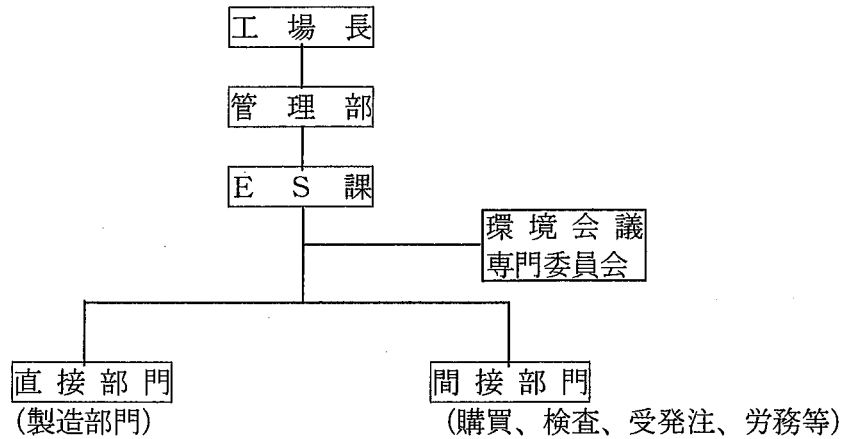 工場長
管理部
ES課
環境会議
専門委員会
直接部門
(製造部門)
間接部門
(購買、検査、受発注、労務等)